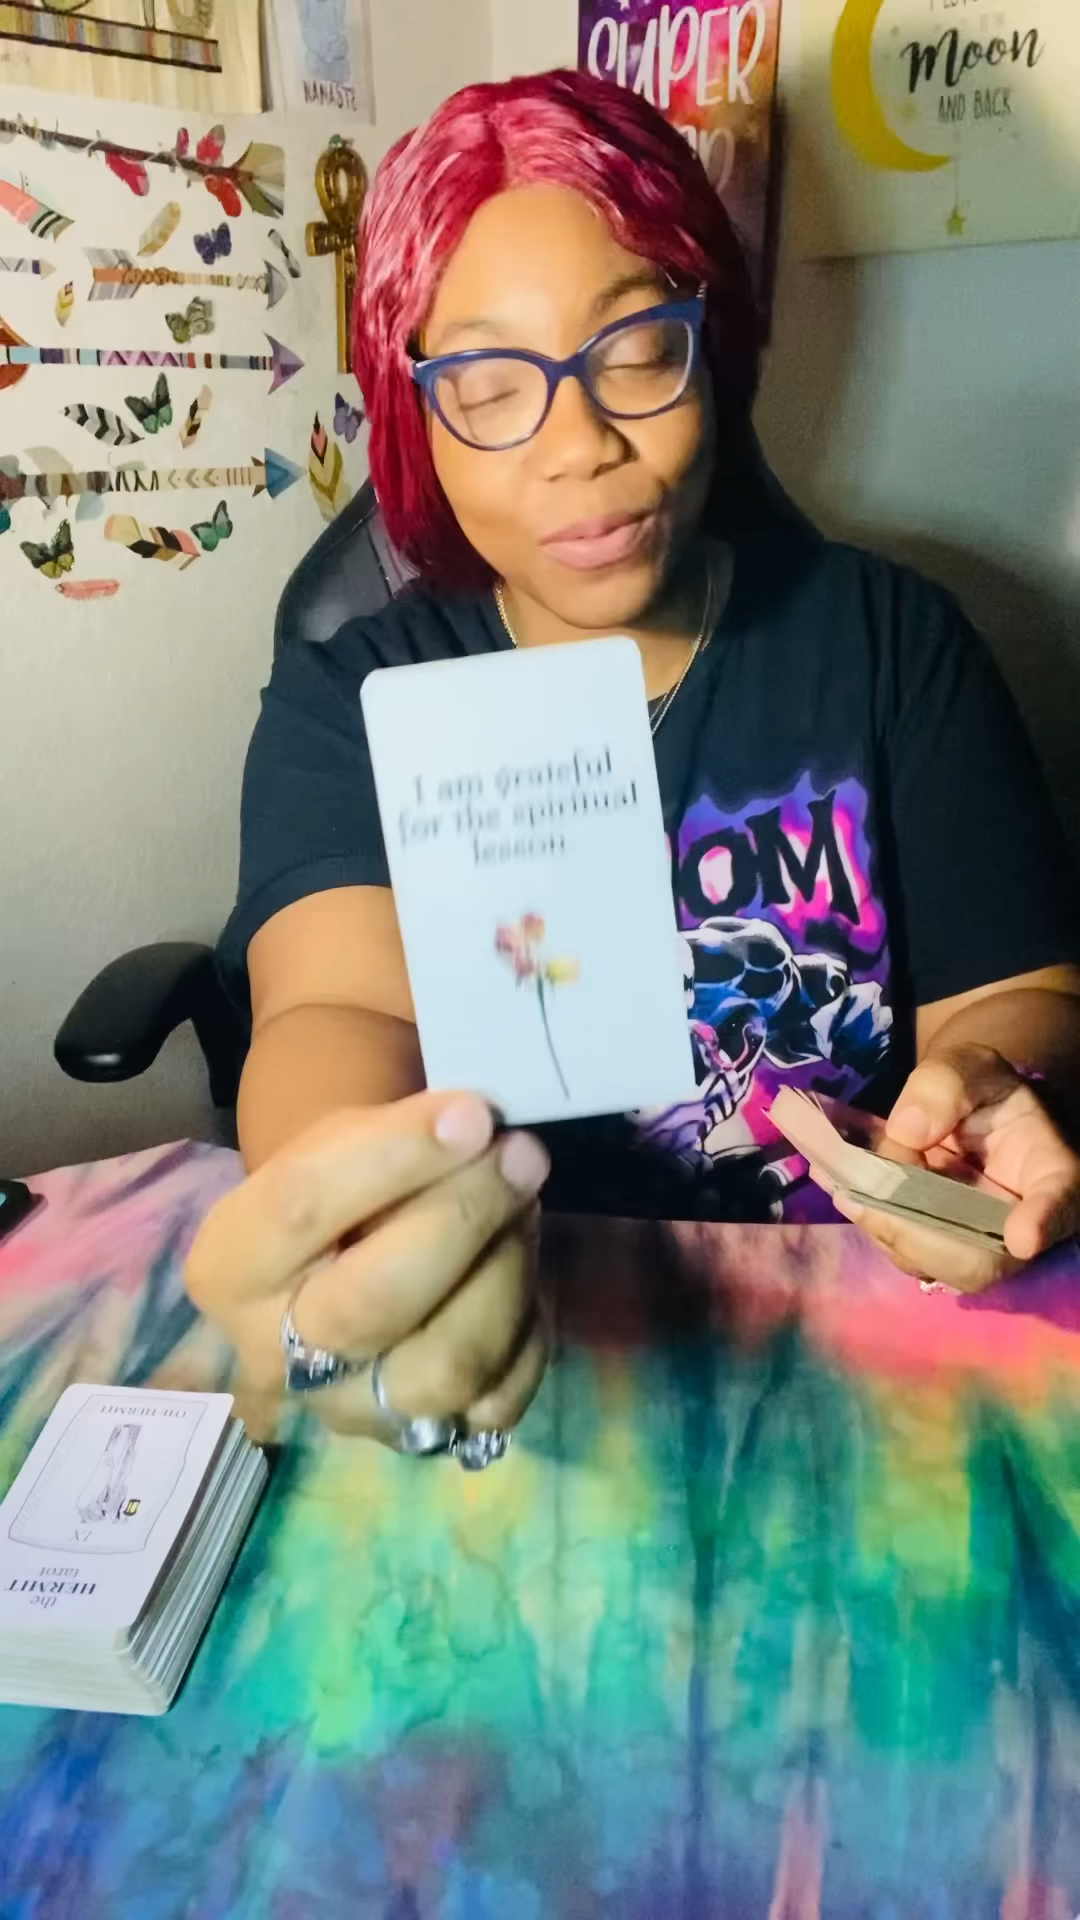 NAMASTE
SUPER
Moon
AND BACK
I am grateful
for the spiritual
lesson
OM
THE HERMIT
IX
the
HERMIT
tarot